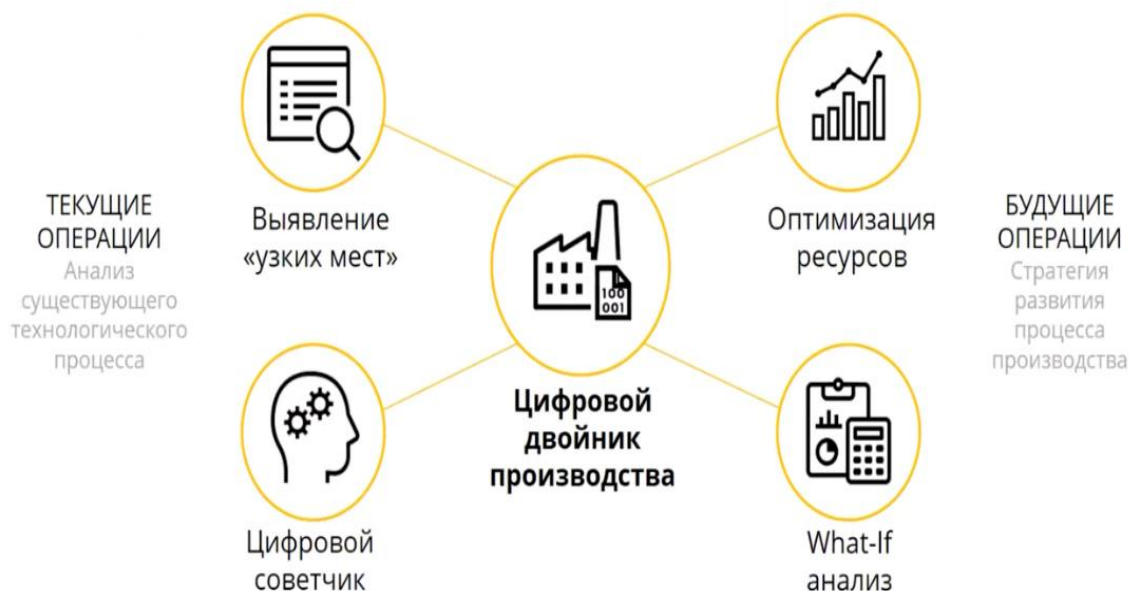 ТЕКУЩИЕ
ОПЕРАЦИИ
Анализ
существующего
технологического
процесса
Выявление
«узких мест»
Цифровой
советчик
100
001
Цифровой
двойник
производства
Оптимизация
ресурсов
What-If
анализ
БУДУЩИЕ
ОПЕРАЦИИ
Стратегия
развития
процесса
производства